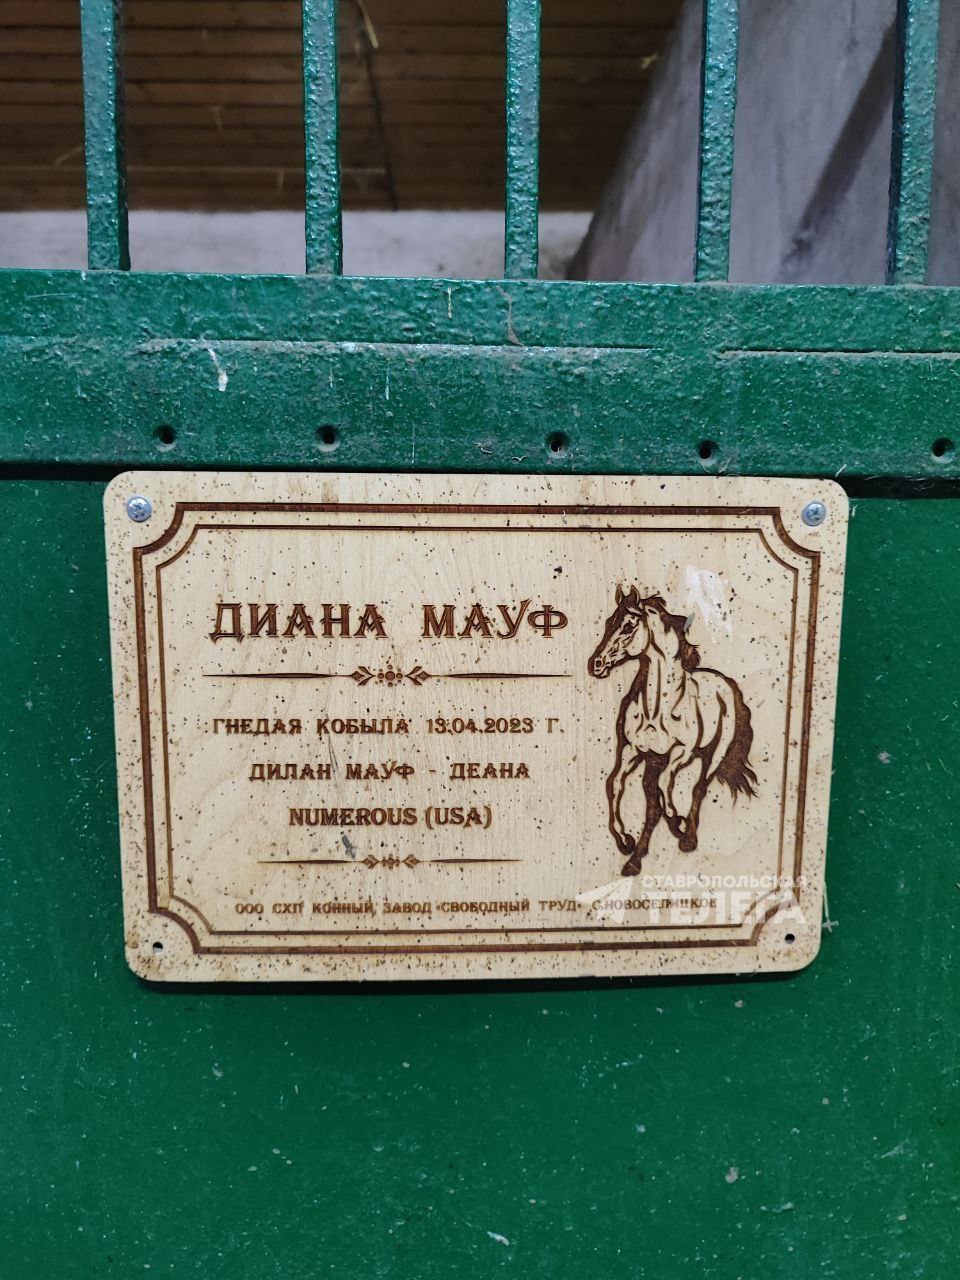 ДИАНА МАУФ
ГНЕДАЯ КОБЫЛА 13.04.2023 Г.
ДИЛАН МАУФ - ДЕАНА
NUMEROUS (USA)
ООО СХП КОННЫЙ ЗАВОД «СВОБОДНЫЙ ТРУД» С.НОВОСЕЛИЦКОЕ
СТАВРОПОЛЬСКАЯ
ТЕЛЕГА